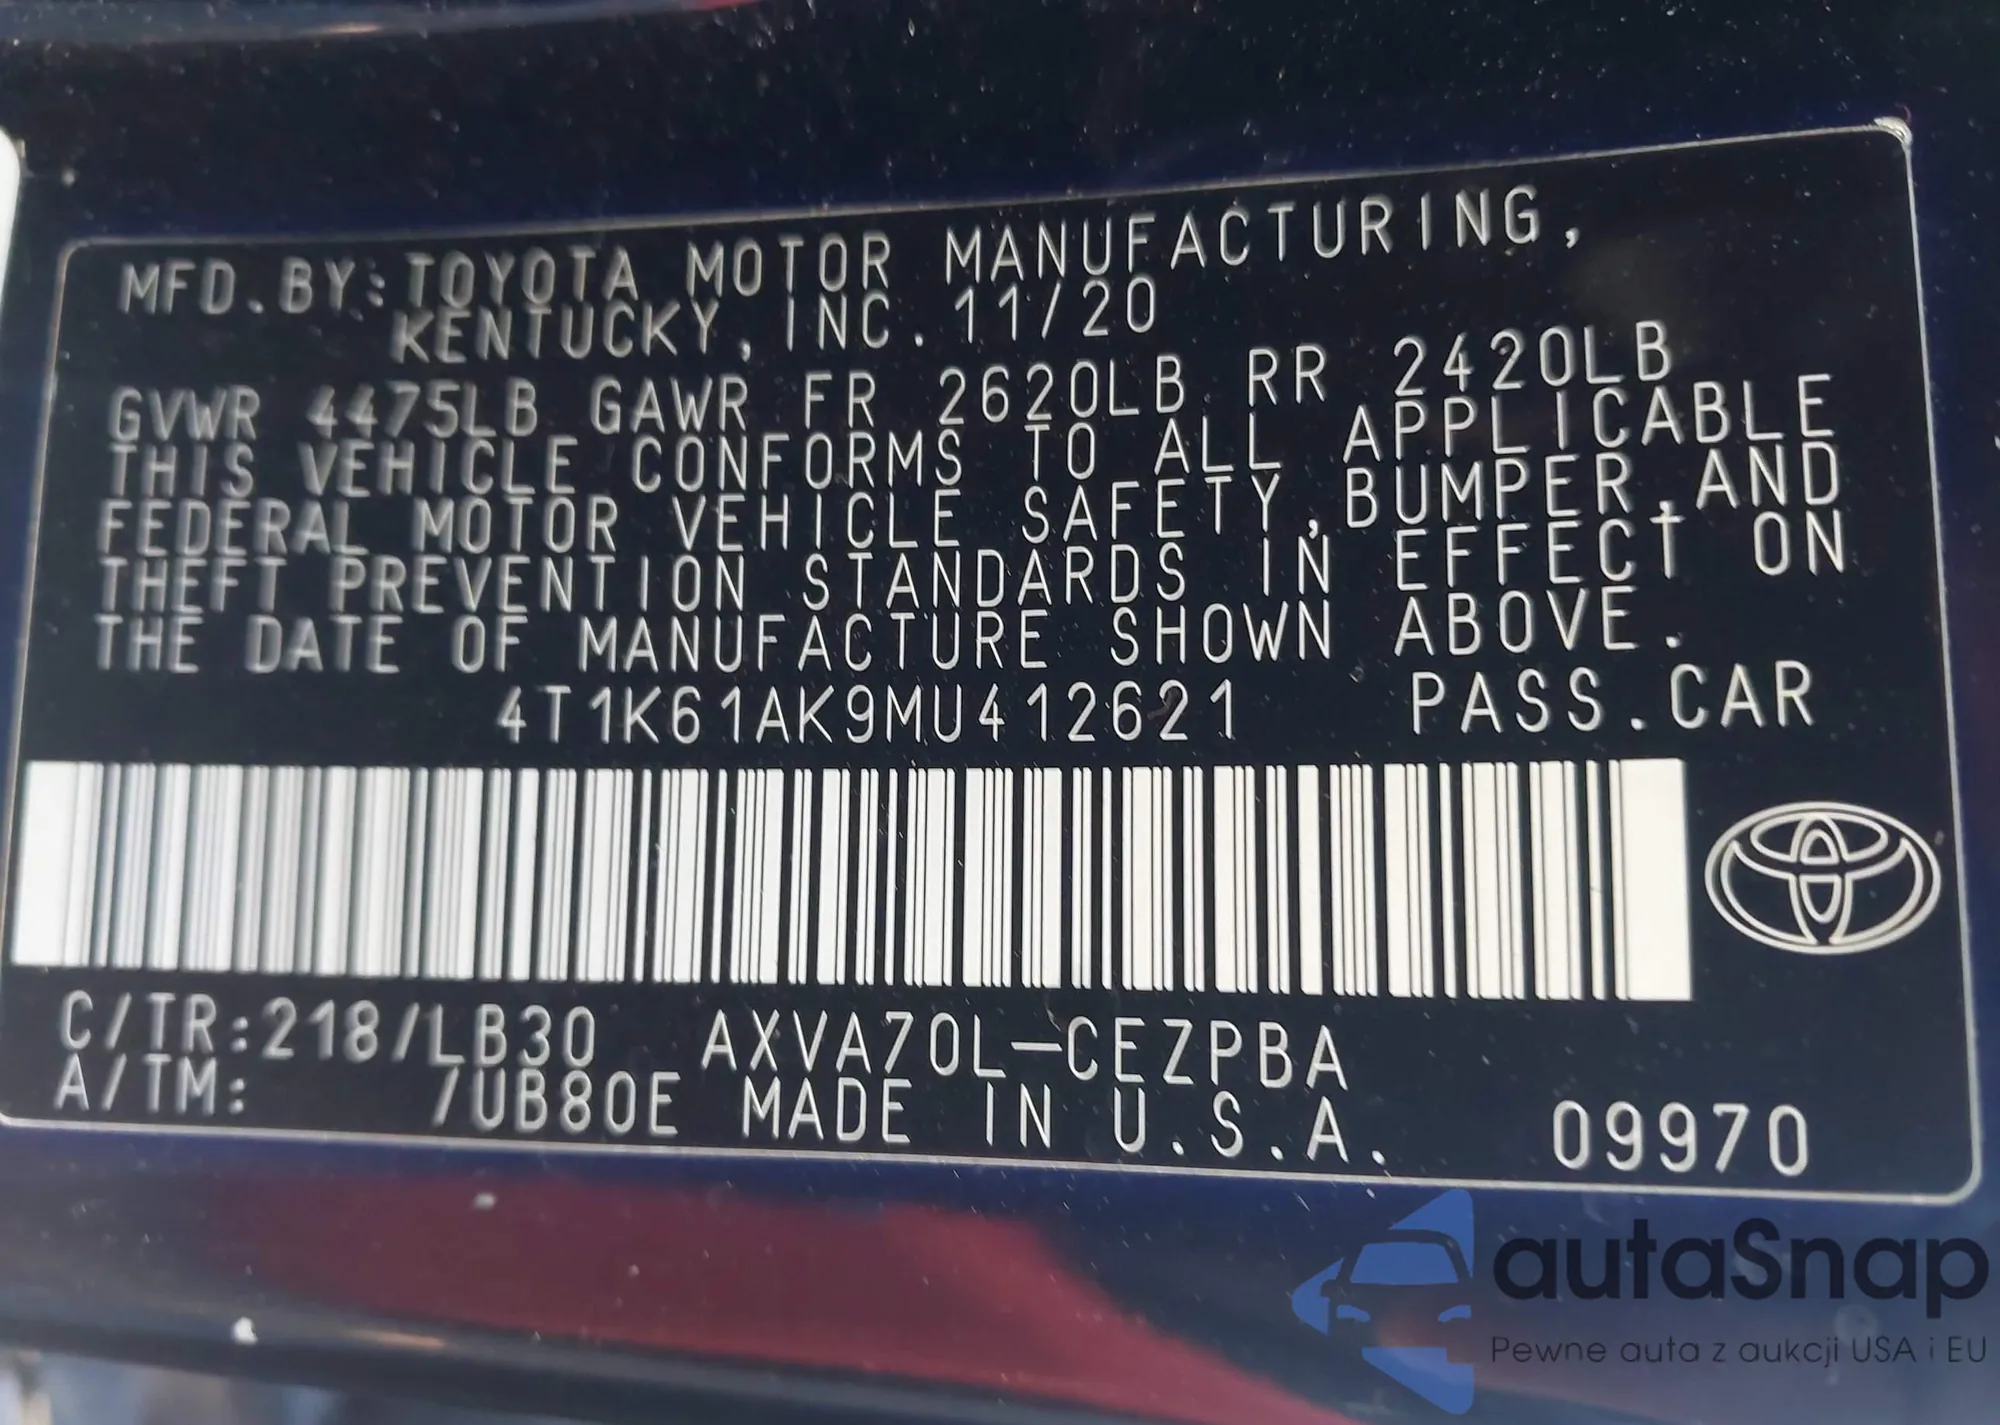 MFD.BY:TOYOTA MOTOR MANUFACTURING,
KENTUCKY, INC. 11/20
GVWR 4475LB GAWR FR 2620LB RR 2420LB
THIS VEHICLE CONFORMS TO ALL APPLICABLE
FEDERAL MOTOR VEHICLE SAFETY,BUMPER,AND
THEFT PREVENTION STANDARDS IN EFFECT ON
THE DATE OF MANUFACTURE SHOWN ABOVE.
4T1K61AK9MU412621 PASS.CAR
C/TR:218/LB30 AXVA70L-CEZPBA
A/TM: /UB80E MADE IN U.S.A. 09970
autaSnap
Pewne auta z aukcji USA i EU